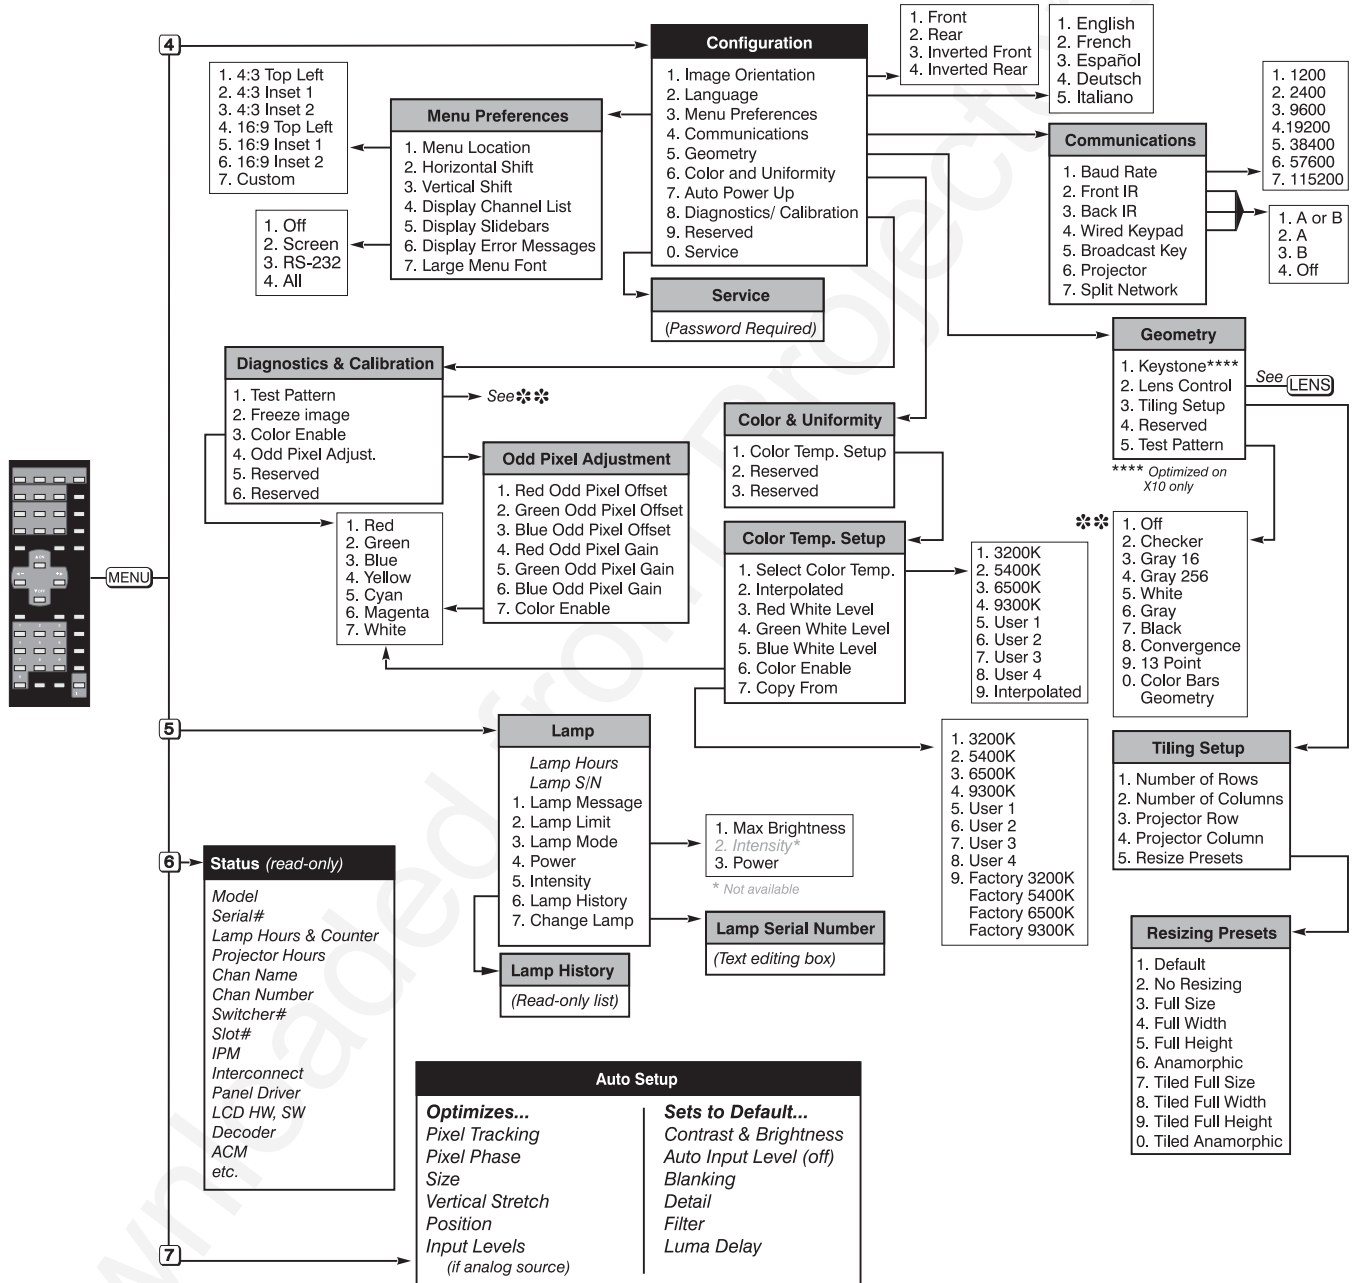 4
Configuration
1. Image Orientation
2. Language
3. Menu Preferences
4. Communications
5. Geometry
6. Color and Uniformity
7. Auto Power Up
8. Diagnostics/ Calibration
9. Reserved
0. Service
1. Front
2. Rear
3. Inverted Front
4. Inverted Rear
1. English
2. French
3. Español
4. Deutsch
5. Italiano
1. 4:3 Top Left
2. 4:3 Inset 1
3. 4:3 Inset 2
4. 16:9 Top Left
5. 16:9 Inset 1
6. 16:9 Inset 2
7. Custom
Menu Preferences
1. Menu Location
2. Horizontal Shift
3. Vertical Shift
4. Display Channel List
5. Display Slidebars
6. Display Error Messages
7. Large Menu Font
1. Off
2. Screen
3. RS-232
4. All
Communications
1. Baud Rate
2. Front IR
3. Back IR
4. Wired Keypad
5. Broadcast Key
6. Projector
7. Split Network
1. 1200
2. 2400
3. 9600
4.19200
5. 38400
6. 57600
7. 115200
1. A or B
2. A
3. B
4. Off
Service
(Password Required)
Geometry
1. Keystone****
2. Lens Control
3. Tiling Setup
4. Reserved
5. Test Pattern
See LENS
**** Optimized on
X10 only
Diagnostics & Calibration
1. Test Pattern
2. Freeze image
3. Color Enable
4. Odd Pixel Adjust.
5. Reserved
6. Reserved
See✽✽
Color & Uniformity
1. Color Temp. Setup
2. Reserved
3. Reserved
Odd Pixel Adjustment
1. Red Odd Pixel Offset
2. Green Odd Pixel Offset
3. Blue Odd Pixel Offset
4. Red Odd Pixel Gain
5. Green Odd Pixel Gain
6. Blue Odd Pixel Gain
7. Color Enable
1. Red
2. Green
3. Blue
4. Yellow
5. Cyan
6. Magenta
7. White
Color Temp. Setup
1. Select Color Temp.
2. Interpolated
3. Red White Level
4. Green White Level
5. Blue White Level
6. Color Enable
7. Copy From
1. 3200K
2. 5400K
3. 6500K
4. 9300K
5. User 1
6. User 2
7. User 3
8. User 4
9. Interpolated
✽✽
1. Off
2. Checker
3. Gray 16
4. Gray 256
5. White
6. Gray
7. Black
8. Convergence
9. 13 Point
0. Color Bars
Geometry
MENU
5
Lamp
Lamp Hours
Lamp S/N
1. Lamp Message
2. Lamp Limit
3. Lamp Mode
4. Power
5. Intensity
6. Lamp History
7. Change Lamp
1. Max Brightness
2. Intensity*
3. Power
* Not available
Lamp Serial Number
(Text editing box)
Lamp History
(Read-only list)
1. 3200K
2. 5400K
3. 6500K
4. 9300K
5. User 1
6. User 2
7. User 3
8. User 4
9. Factory 3200K
Factory 5400K
Factory 6500K
Factory 9300K
Tiling Setup
1. Number of Rows
2. Number of Columns
3. Projector Row
4. Projector Column
5. Resize Presets
Resizing Presets
1. Default
2. No Resizing
3. Full Size
4. Full Width
5. Full Height
6. Anamorphic
7. Tiled Full Size
8. Tiled Full Width
9. Tiled Full Height
0. Tiled Anamorphic
6
Status (read-only)
Model
Serial#
Lamp Hours & Counter
Projector Hours
Chan Name
Chan Number
Switcher#
Slot#
IPM
Interconnect
Panel Driver
LCD HW, SW
Decoder
ACM
etc.
7
Auto Setup
Optimizes...
Pixel Tracking
Pixel Phase
Size
Vertical Stretch
Position
Input Levels
(if analog source)
Sets to Default...
Contrast & Brightness
Auto Input Level (off)
Blanking
Detail
Filter
Luma Delay